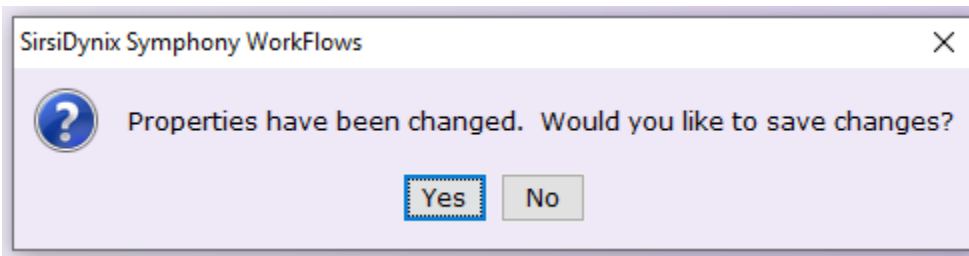 SirsiDynix Symphony WorkFlows
Properties have been changed.  Would you like to save changes?
Yes No